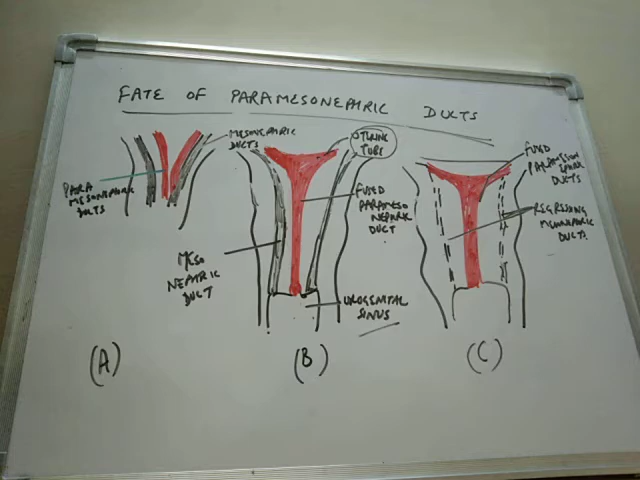 FATE OF PARAMESONEPHRIC DUCTS
MESONEPHRIC
DUCTS
PARA
MESONEPHRIC
DUCTS
(A)
UTERINE
TUBE
FUSED
PARAMESO
NEPHRIC
DUCT
MESO
NEPHRIC
DUCT
UROGENITAL
SINUS
(B)
FUSED
DUCTS
REGRESSING
MESONEPHRIC
DUCTS
(C)